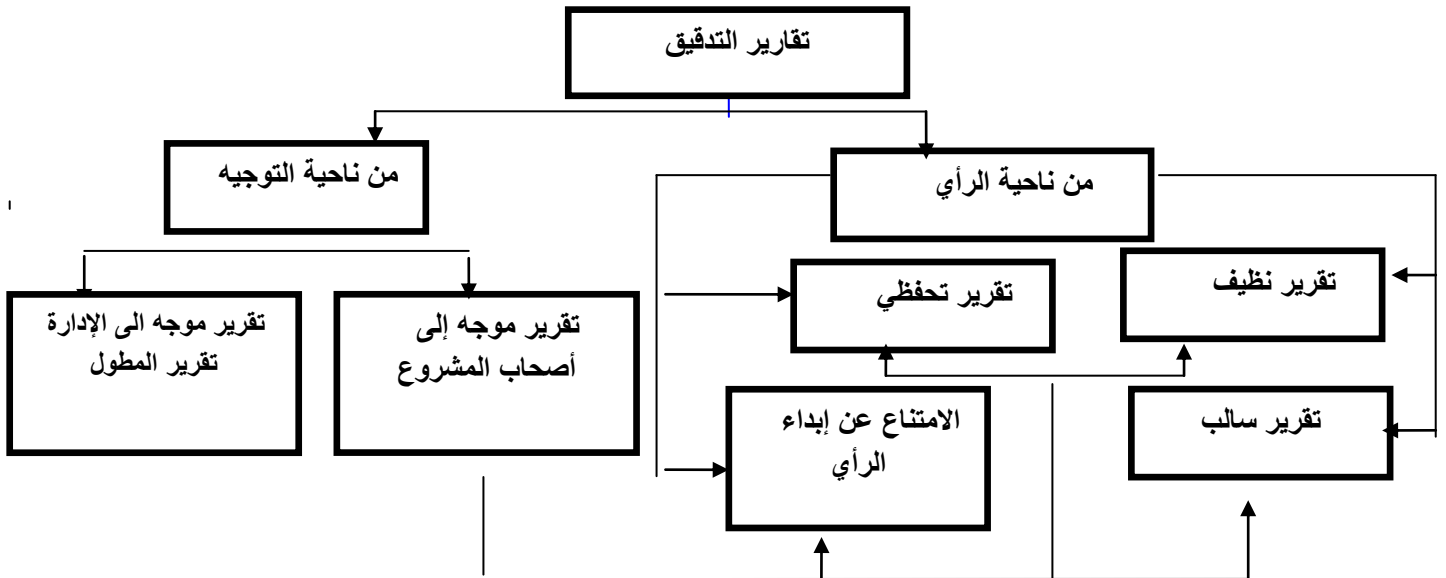 تقارير التدقيق
من ناحية الرأي
من ناحية التوجيه
تقرير نظيف
تقرير تحفظي
تقرير موجه إلى
أصحاب المشروع
تقرير موجه الى الإدارة
تقرير المطول
تقرير سالب
الامتناع عن إبداء
الرأي